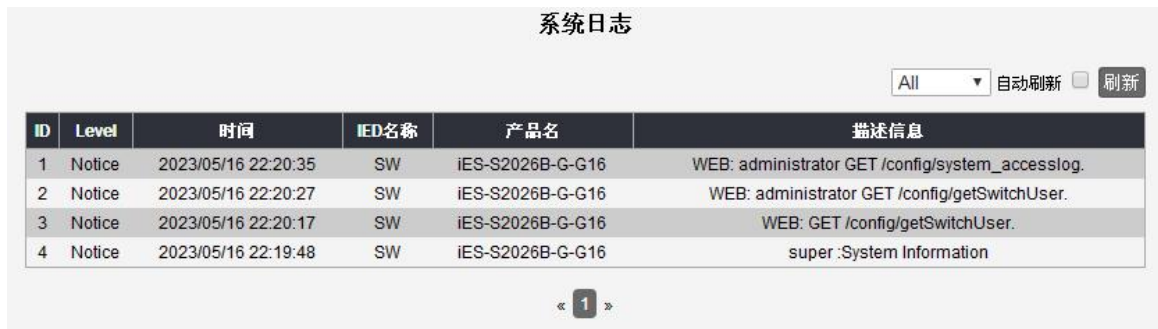 系统日志
All 自动刷新 刷新
ID Level 时间 IED名称 产品名 描述信息
1 Notice 2023/05/16 22:20:35 SW iES-S2026B-G-G16 WEB: administrator GET /config/system_accesslog.
2 Notice 2023/05/16 22:20:27 SW iES-S2026B-G-G16 WEB: administrator GET /config/getSwitchUser.
3 Notice 2023/05/16 22:20:17 SW iES-S2026B-G-G16 WEB: GET /config/getSwitchUser.
4 Notice 2023/05/16 22:19:48 SW iES-S2026B-G-G16 super :System Information
« 1 »